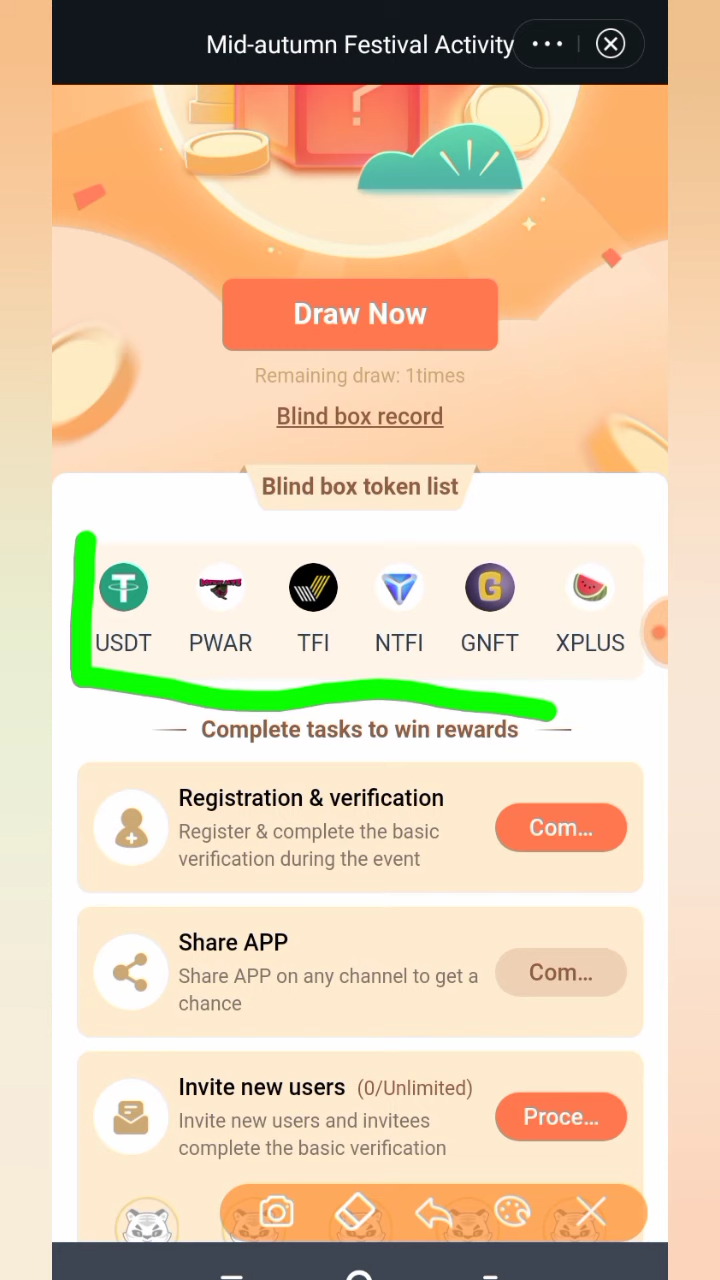 Mid-autumn Festival Activity
?
Draw Now
Remaining draw: 1times
Blind box record
Blind box token list
USDT PWAR TFI NTFI GNFT XPLUS
Complete tasks to win rewards
Registration & verification
Register & complete the basic
verification during the event
Com...
Share APP
Share APP on any channel to get a
chance
Com...
Invite new users (0/Unlimited)
Invite new users and invitees
complete the basic verification
Proce...